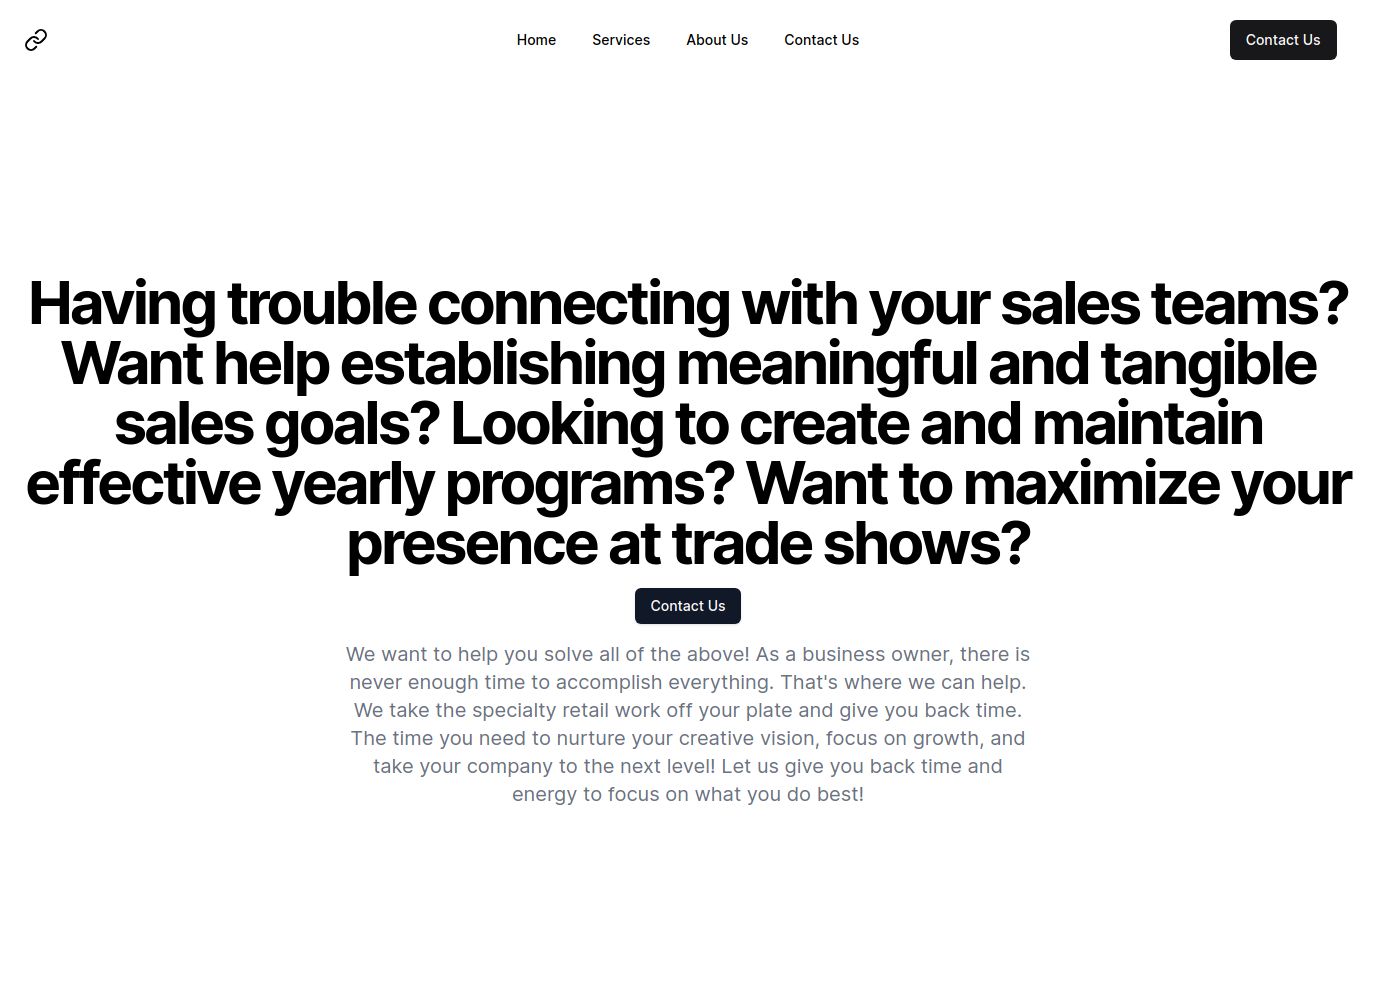 Home
Services
About Us
Contact Us
Contact Us
Having trouble connecting with your sales teams?
Want help establishing meaningful and tangible
sales goals? Looking to create and maintain
effective yearly programs? Want to maximize your
presence at trade shows?
Contact Us
We want to help you solve all of the above! As a business owner, there is
never enough time to accomplish everything. That's where we can help.
We take the specialty retail work off your plate and give you back time.
The time you need to nurture your creative vision, focus on growth, and
take your company to the next level! Let us give you back time and
energy to focus on what you do best!